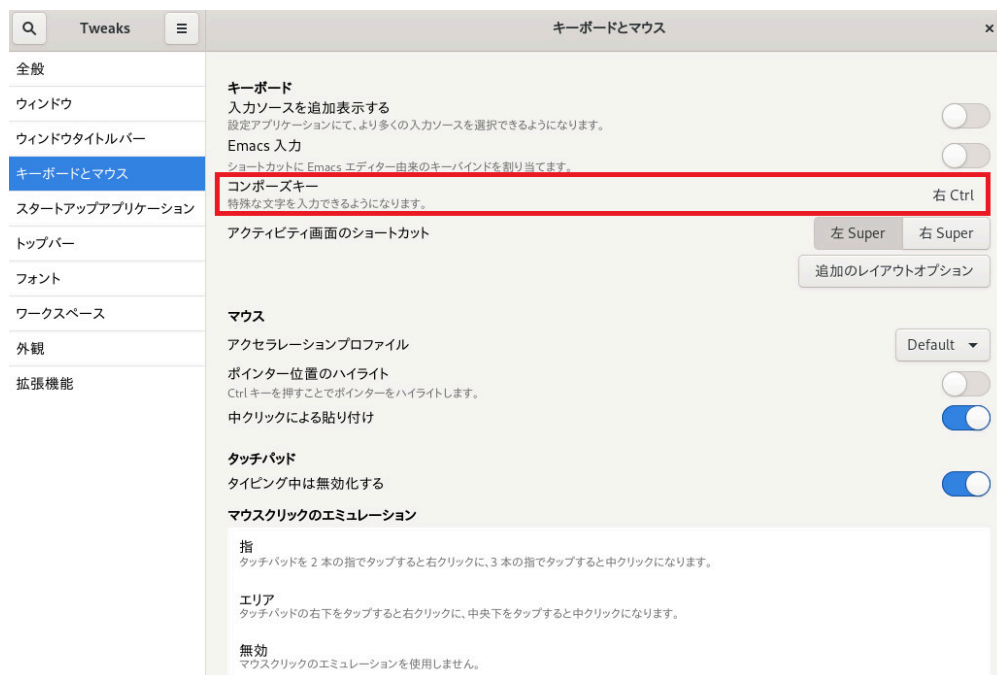 Tweaks
キーボードとマウス
全般
ウィンドウ
ウィンドウタイトルバー
キーボードとマウス
スタートアップアプリケーション
トップバー
フォント
ワークスペース
外観
拡張機能
キーボード
入力ソースを追加表示する
設定アプリケーションにて、より多くの入力ソースを選択できるようになります。
Emacs 入力
ショートカットに Emacs エディター由来のキーバインドを割り当てます。
コンポーズキー
特殊な文字を入力できるようになります。
右 Ctrl
アクティビティ画面のショートカット
左 Super
右 Super
追加のレイアウトオプション
マウス
アクセラレーションプロファイル
Default
ポインター位置のハイライト
Ctrl キーを押すことでポインターをハイライトします。
中クリックによる貼り付け
タッチパッド
タイピング中は無効化する
マウスクリックのエミュレーション
指
タッチパッドを 2 本の指でタップすると右クリックに、3 本の指でタップすると中クリックになります。
エリア
タッチパッドの右下をタップすると右クリックに、中央下をタップすると中クリックになります。
無効
マウスクリックのエミュレーションを使用しません。